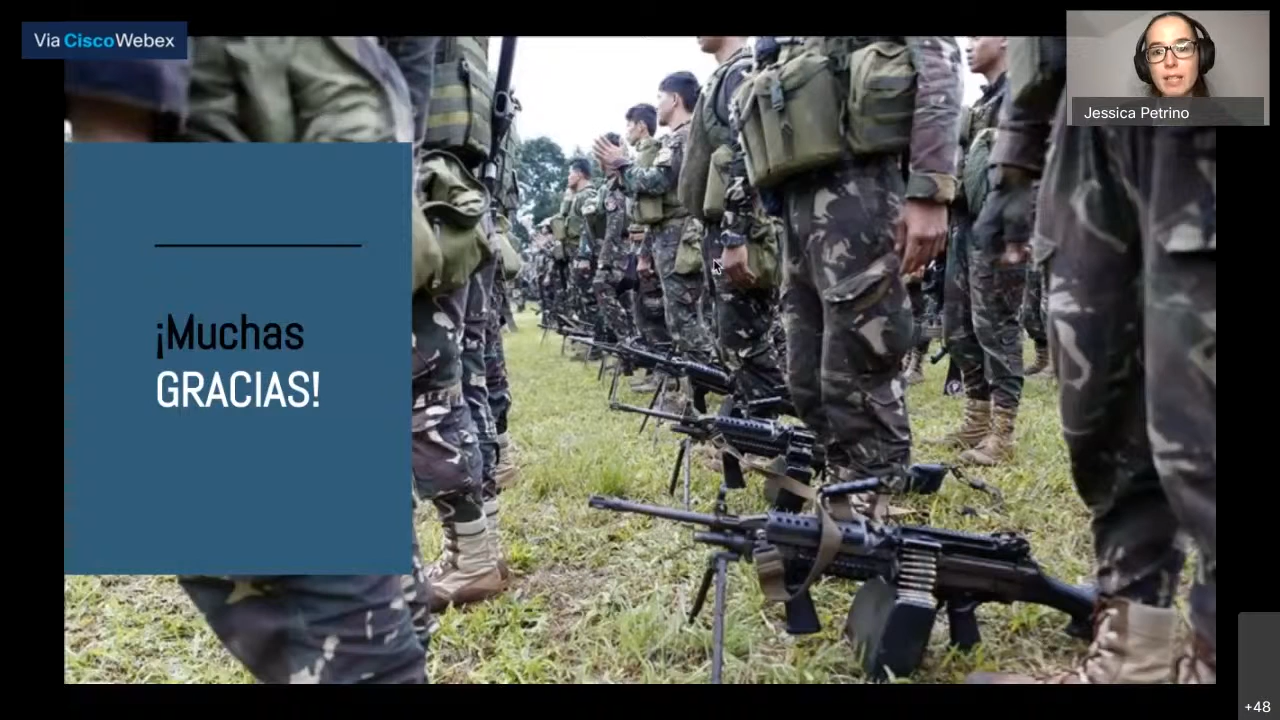 Via CiscoWebex
Jessica Petrino
¡Muchas
GRACIAS!
+48